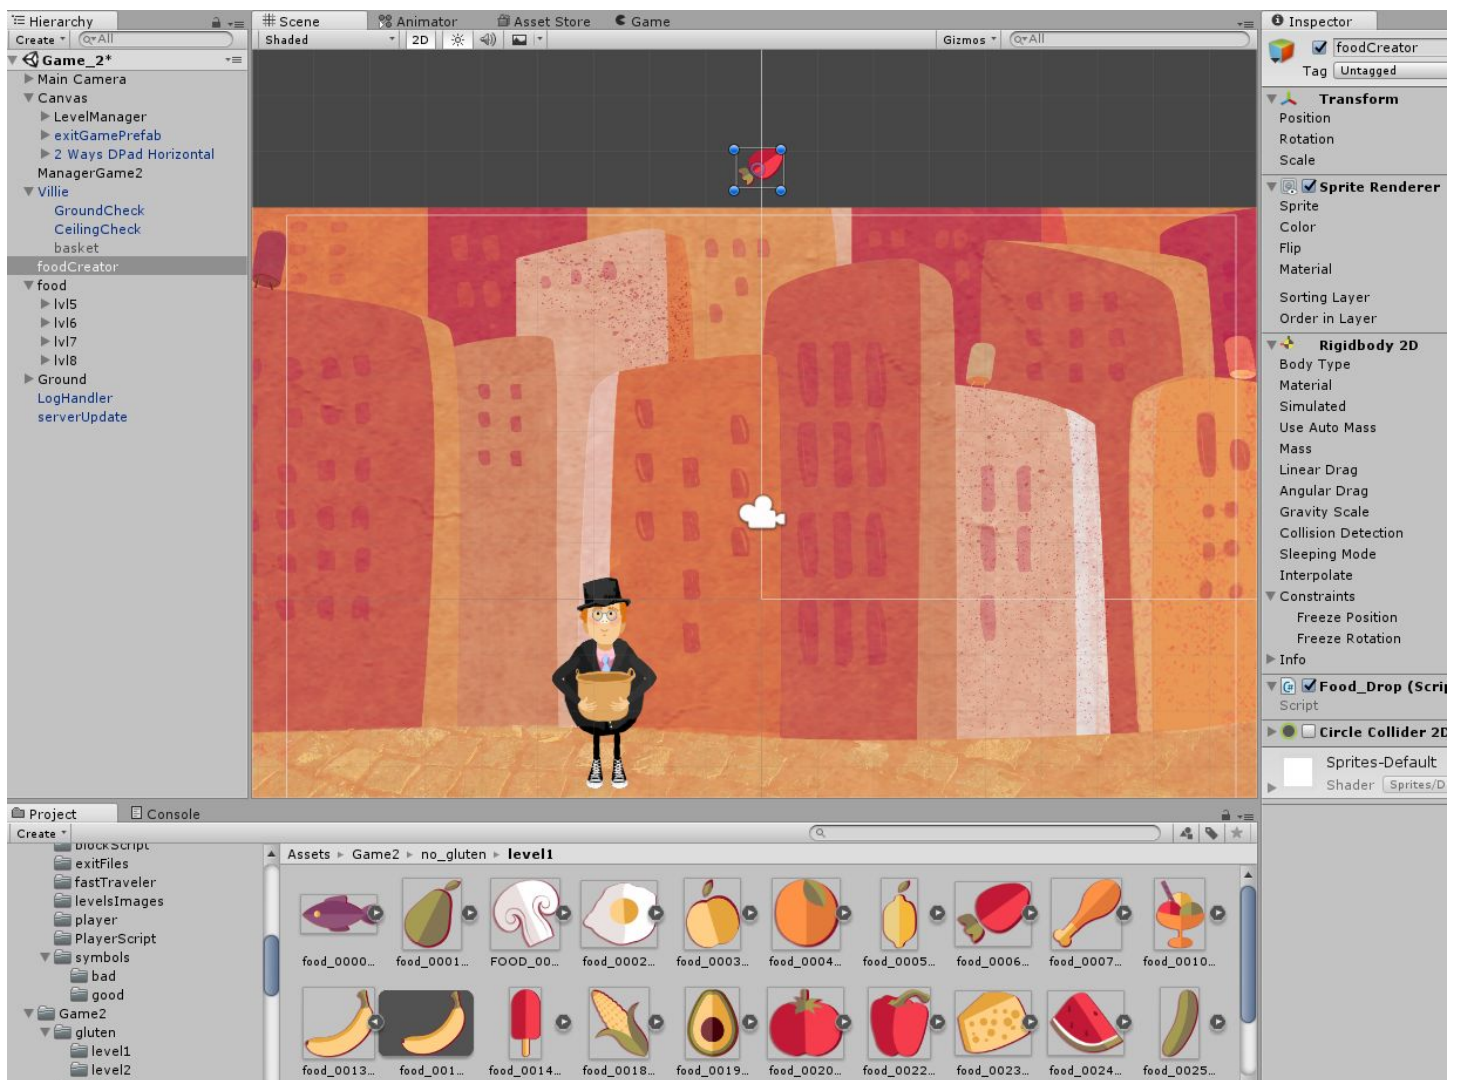 Hierarchy
Create
All
Game_2*
Main Camera
Canvas
LevelManager
exitGamePrefab
2 Ways DPad Horizontal
ManagerGame2
Villie
GroundCheck
CeilingCheck
basket
foodCreator
food
lvl5
lvl6
lvl7
lvl8
Ground
LogHandler
serverUpdate
Scene Animator Asset Store Game
Shaded 2D Gizmos All
Inspector
foodCreator
Tag Untagged
Transform
Position
Rotation
Scale
Sprite Renderer
Sprite
Color
Flip
Material
Sorting Layer
Order in Layer
Rigidbody 2D
Body Type
Material
Simulated
Use Auto Mass
Mass
Linear Drag
Angular Drag
Gravity Scale
Collision Detection
Sleeping Mode
Interpolate
Constraints
Freeze Position
Freeze Rotation
Info
Food_Drop (Scri
Script
Circle Collider 2D
Sprites-Default
Shader Sprites/D
Project Console
Create
blockScript
exitFiles
fastTraveler
levelsImages
player
PlayerScript
symbols
bad
good
Game2
gluten
level1
level2
Assets Game2 no_gluten level1
food_0000... food_0001... FOOD_00... food_0002... food_0003... food_0004... food_0005... food_0006... food_0007... food_0010...
food_0013... food_001... food_0014... food_0018... food_0019... food_0020... food_0022... food_0023... food_0024... food_0025...